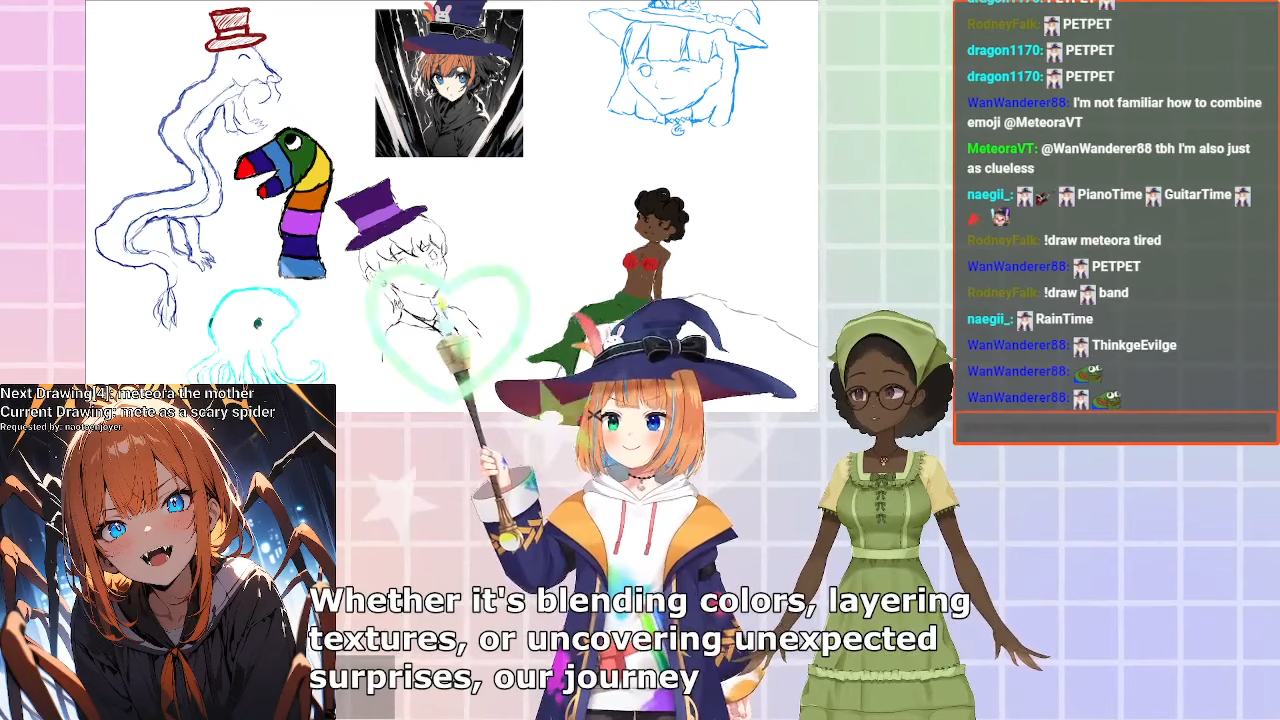 RodneyFalk: PETPET
dragon1170: PETPET
dragon1170: PETPET
WanWanderer88: I'm not familiar how to combine
emoji @MeteoraVT
MeteoraVT: @WanWanderer88 tbh I'm also just
as clueless
naegii_: PianoTime GuitarTime
RodneyFalk: !draw meteora tired
WanWanderer88: PETPET
RodneyFalk: !draw band
naegii_: RainTime
WanWanderer88: ThinkgeEvilge
WanWanderer88:
WanWanderer88:
Next Drawing[4]: meteora the mother
Current Drawing: mete as a scary spider
Requested by: naotoenjoyer
Whether it's blending colors, layering
textures, or uncovering unexpected
surprises, our journey